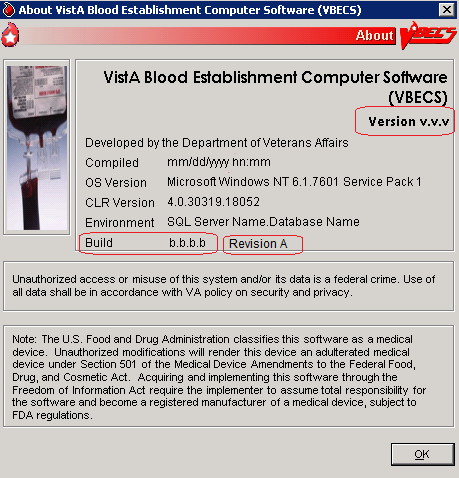 About VistA Blood Establishment Computer Software (VBECS)
About VBECS
VistA Blood Establishment Computer Software
(VBECS)
Version v.v.v
Developed by the Department of Veterans Affairs
Compiled mm/dd/yyy hn:mm
OS Version Microsoft Windows NT 6.1.7601 Service Pack 1
CLR Version 4.0.30319.18052
Environment SQL Server Name.Database Name
Build b.b.b.b Revision A
Unauthorized access or misuse of this system and/or its data is a federal crime. Use of
all data shall be in accordance with VA policy on security and privacy.
Note: The U.S. Food and Drug Administration classifies this software as a medical
device. Unauthorized modifications will render this device an adulterated medical
device under Section 501 of the Medical Device Amendments to the Federal Food,
Drug, and Cosmetic Act. Acquiring and implementing this software through the
Freedom of Information Act require the implementer to assume total responsibility for
the software and become a registered manufacturer of a medical device, subject to
FDA regulations.
OK